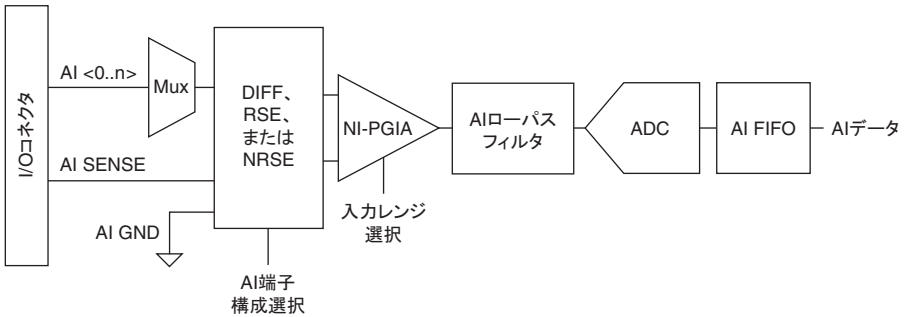 I/Oコネクタ
AI <0..n>
Mux
AI SENSE
AI GND
DIFF、
RSE、
または
NRSE
AI端子
構成選択
NI-PGIA
入力レンジ
選択
AIローパス
フィルタ
ADC
AI FIFO
AIデータ